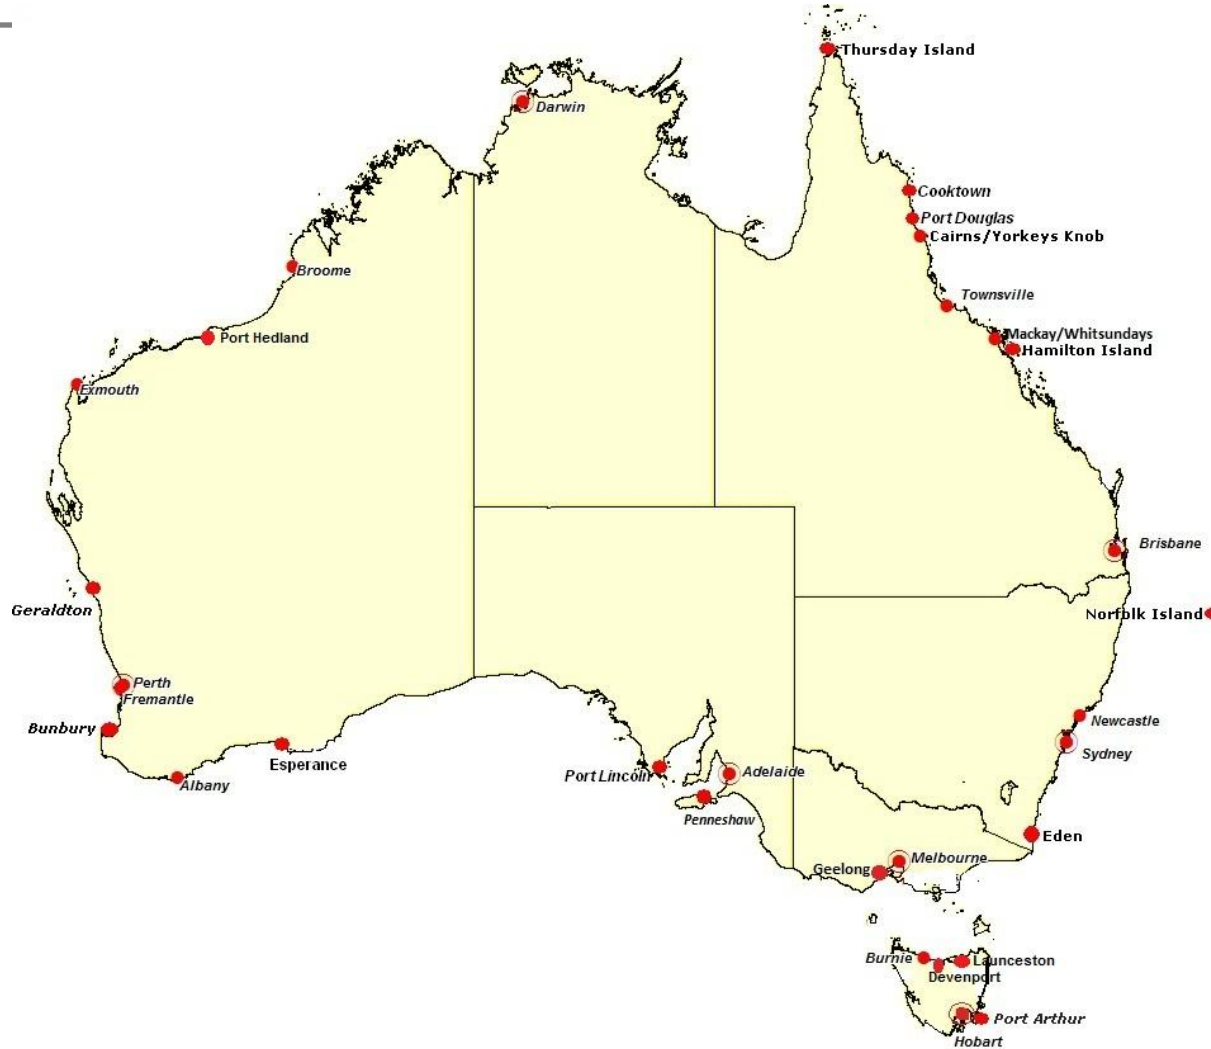 Thursday Island
Darwin
Cooktown
Port Douglas
Cairns/Yorkeys Knob
Broome
Townsville
Port Hedland
Mackay/Whitsundays
Hamilton Island
Exmouth
Brisbane
Geraldton
Norfolk Island
Perth
Fremantle
Newcastle
Bunbury
Sydney
Esperance
Port Lincoln
Adelaide
Albany
Penneshaw
Eden
Melbourne
Geelong
Burnie
Launceston
Devenport
Port Arthur
Hobart